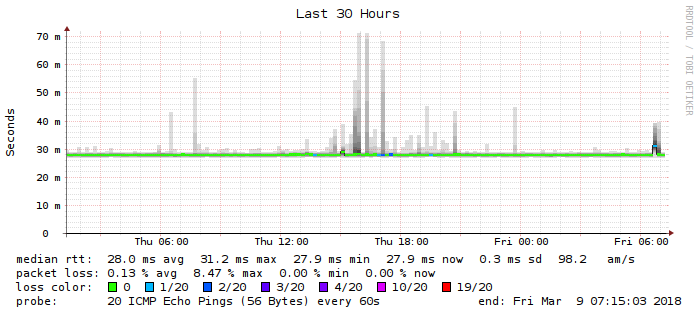 Last 30 Hours
RRDTOOL / TOBI OETIKER
Seconds
70 m
60 m
50 m
40 m
30 m
20 m
10 m
0
Thu 06:00 Thu 12:00 Thu 18:00 Fri 00:00 Fri 06:00
median rtt: 28.0 ms avg 31.2 ms max 27.9 ms min 27.9 ms now 0.3 ms sd 98.2 am/s
packet loss: 0.13 % avg 8.47 % max 0.00 % min 0.00 % now
loss color: 0 1/20 2/20 3/20 4/20 10/20 19/20
probe: 20 ICMP Echo Pings (56 Bytes) every 60s end: Fri Mar 9 07:15:03 2018